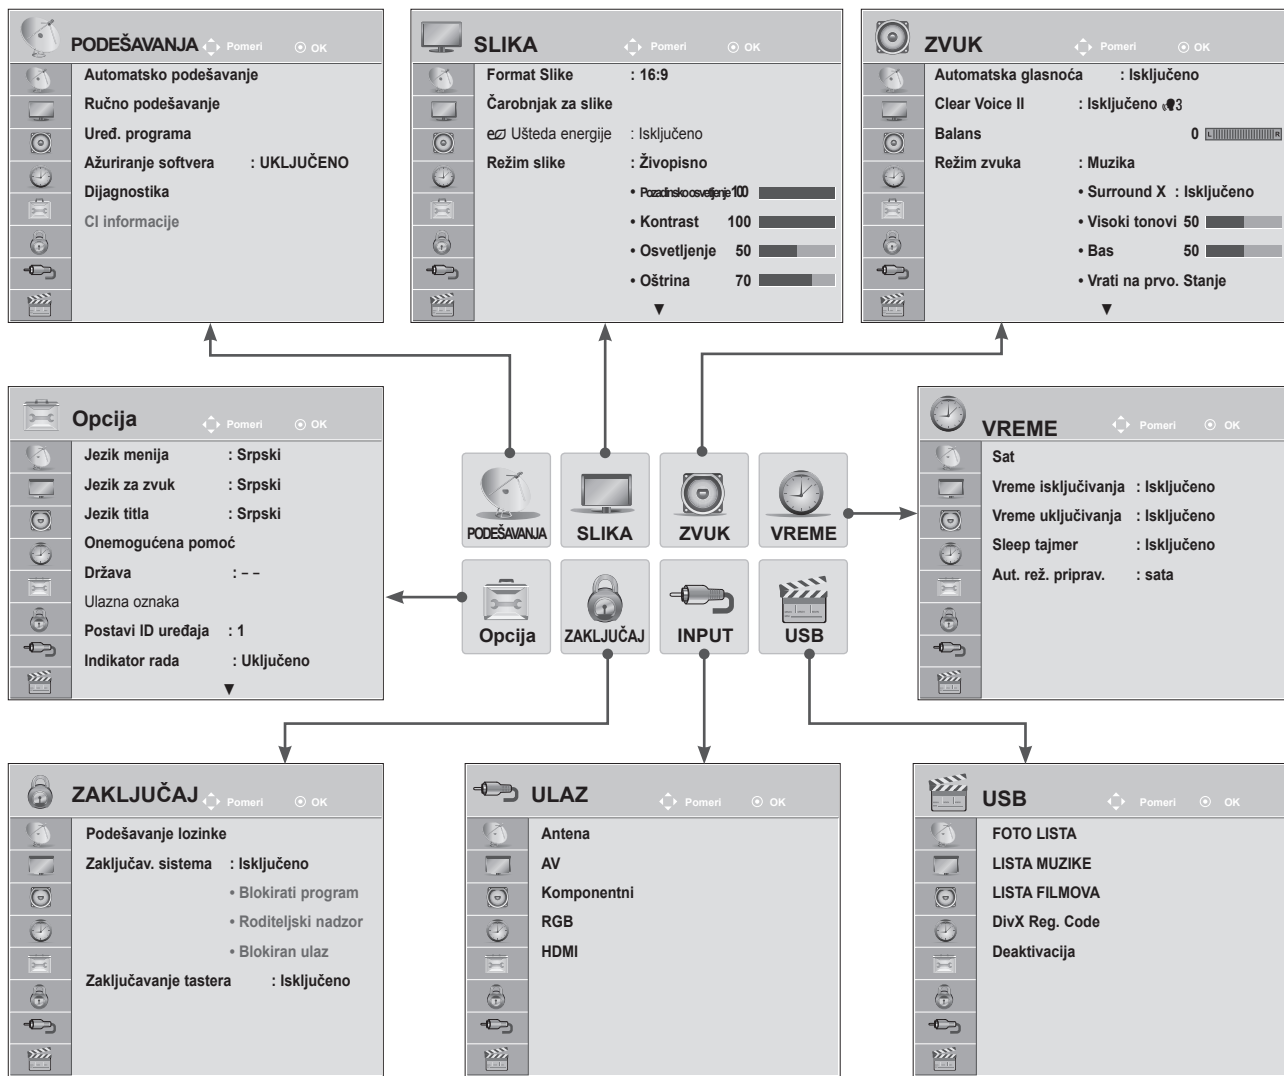 PODEŠAVANJA Pomeri OK
Automatsko podešavanje
Ručno podešavanje
Uređ. programa
Ažuriranje softvera : UKLJUČENO
Dijagnostika
CI informacije
SLIKA Pomeri OK
Format Slike : 16:9
Čarobnjak za slike
e Ušteda energije : Isključeno
Režim slike : Živopisno
• Pozadinsko osvetljenje 100
• Kontrast 100
• Osvetljenje 50
• Oštrina 70
▼
ZVUK Pomeri OK
Automatska glasnoća : Isključeno
Clear Voice II : Isključeno 3
Balans 0 L R
Režim zvuka : Muzika
• Surround X : Isključeno
• Visoki tonovi 50
• Bas 50
• Vrati na prvo. Stanje
▼
Opcija Pomeri OK
Jezik menija : Srpski
Jezik za zvuk : Srpski
Jezik titla : Srpski
Onemogućena pomoć
Država : – –
Ulazna oznaka
Postavi ID uređaja : 1
Indikator rada : Uključeno
▼
PODEŠAVANJA SLIKA ZVUK VREME
Opcija ZAKLJUČAJ INPUT USB
VREME Pomeri OK
Sat
Vreme isključivanja : Isključeno
Vreme uključivanja : Isključeno
Sleep tajmer : Isključeno
Aut. rež. priprav. : sata
ZAKLJUČAJ Pomeri OK
Podešavanje lozinke
Zaključav. sistema : Isključeno
• Blokirati program
• Roditeljski nadzor
• Blokiran ulaz
Zaključavanje tastera : Isključeno
ULAZ Pomeri OK
Antena
AV
Komponentni
RGB
HDMI
USB Pomeri OK
FOTO LISTA
LISTA MUZIKE
LISTA FILMOVA
DivX Reg. Code
Deaktivacija